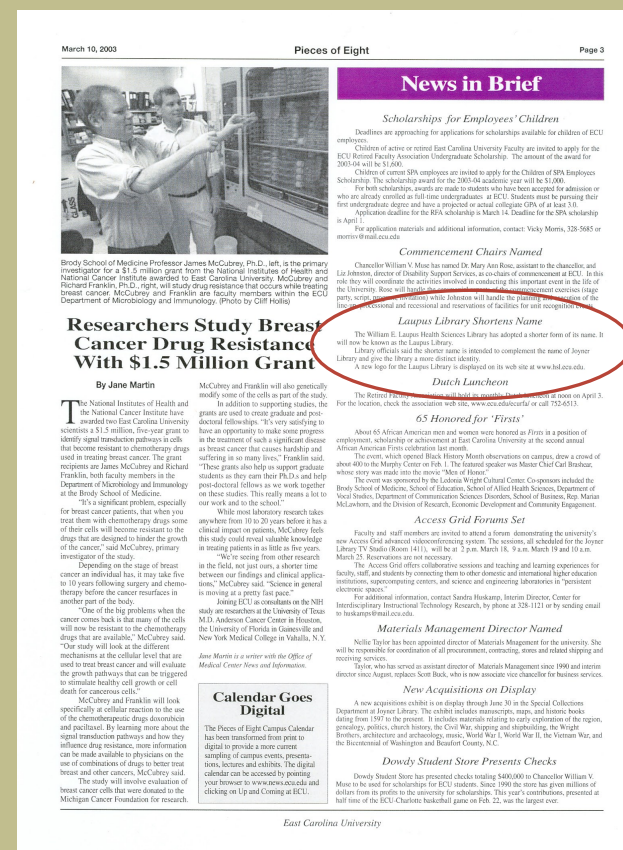 March 10, 2003
Pieces of Eight
Page 3
Brody School of Medicine Professor James McCubrey, Ph.D., left, is the primary
investigator for a $1.5 million grant from the National Institutes of Health and
National Cancer Institute awarded to East Carolina University. McCubrey and
Richard Franklin, Ph.D., right, will study drug resistance that occurs while treating
breast cancer. McCubrey and Franklin are faculty members within the ECU
Department of Microbiology and Immunology. (Photo by Cliff Hollis)
Researchers Study Breast
Cancer Drug Resistance
With $1.5 Million Grant
By Jane Martin
The National Institutes of Health and
the National Cancer Institute have
awarded two East Carolina University
scientists a $1.5 million, five-year grant to
identify signal transduction pathways in cells
that become resistant to chemotherapy drugs
used in treating breast cancer. The grant
recipients are James McCubrey and Richard
Franklin, both faculty members in the
Department of Microbiology and Immunology
at the Brody School of Medicine.
"It's a significant problem, especially
for breast cancer patients, that when you
treat them with chemotherapy drugs some
of their cells will become resistant to the
drugs that are designed to hinder the growth
of the cancer," said McCubrey, primary
investigator of the study.
Depending on the stage of breast
cancer an individual has, it may take five
to 10 years following surgery and chemo-
therapy before the cancer resurfaces in
another part of the body.
"One of the big problems when the
cancer comes back is that many of the cells
will now be resistant to the chemotherapy
drugs that are available," McCubrey said.
"Our study will look at the different
mechanisms at the cellular level that are
used to treat breast cancer and will evaluate
the growth pathways that can be triggered
to stimulate healthy cell growth or cell
death for cancerous cells."
McCubrey and Franklin will look
specifically at cellular reaction to the use
of the chemotherapeutic drugs doxorubicin
and paciltaxel. By learning more about the
signal transduction pathways and how they
influence drug resistance, more information
can be made available to physicians on the
use of combinations of drugs to better treat
breast and other cancers, McCubrey said.
The study will involve evaluation of
breast cancer cells that were donated to the
Michigan Cancer Foundation for research.
McCubrey and Franklin will also genetically
modify some of the cells as part of the study.
In addition to supporting studies, the
grants are used to create graduate and post-
doctoral fellowships. "It's very satisfying to
have an opportunity to make some progress
in the treatment of such a significant disease
as breast cancer that causes hardship and
suffering in so many lives," Franklin said.
"These grants also help us support graduate
students as they earn their Ph.D.s and help
post-doctoral fellows as we work together
on these studies. This really means a lot to
our work and to the school."
While most laboratory research takes
anywhere from 10 to 20 years before it has a
clinical impact on patients, McCubrey feels
this study could reveal valuable knowledge
in treating patients in as little as five years.
"We're seeing from other research
in the field, not just ours, a shorter time
between our findings and clinical applica-
tions," McCubrey said. "Science in general
is moving at a pretty fast pace."
Joining ECU as consultants on the NIH
study are researchers at the University of Texas
M.D. Anderson Cancer Center in Houston,
the University of Florida in Gainesville and
New York Medical College in Valhalla, N.Y.
Jane Martin is a writer with the Office of
Medical Center News and Information.
Calendar Goes
Digital
The Pieces of Eight Campus Calendar
has been transformed from print to
digital to provide a more current
sampling of campus events, presenta-
tions, lectures and exhibits. The digital
calendar can be accessed by pointing
your browser to www.news.ecu.edu and
clicking on Up and Coming at ECU.
News in Brief
Scholarships for Employees' Children
Deadlines are approaching for applications for scholarships available for children of ECU
employees.
Children of active or retired East Carolina University Faculty are invited to apply for the
ECU Retired Faculty Association Undergraduate Scholarship. The amount of the award for
2003-04 will be $1,600.
Children of current SPA employees are invited to apply for the Children of SPA Employees
Scholarship. The scholarship award for the 2003-04 academic year will be $1,000.
For both scholarships, awards are made to students who have been accepted for admission or
who are already enrolled as full-time undergraduates at ECU. Students must be pursuing their
first undergraduate degree and have a projected or actual collegiate GPA of at least 3.0.
Application deadline for the RFA scholarship is March 14. Deadline for the SPA scholarship
is April 1.
For application materials and additional information, contact: Vicky Morris, 328-5685 or
morrisv@mail.ecu.edu
Commencement Chairs Named
Chancellor William V. Muse has named Dr. Mary Ann Rose, assistant to the chancellor, and
Liz Johnston, director of Disability Support Services, as co-chairs of commencement at ECU. In this
role they will coordinate the activities involved in conducting this important event in the life of
the University. Rose will handle the components of the commencement exercises (stage
party, script, program, invitation) while Johnston will handle the planning and execution of the
line-up, processional and recessional and reservations of facilities for unit recognition events.
Laupus Library Shortens Name
The William E. Laupus Health Sciences Library has adopted a shorter form of its name. It
will now be known as the Laupus Library.
Library officials said the shorter name is intended to complement the name of Joyner
Library and give the library a more distinct identity.
A new logo for the Laupus Library is displayed on its web site at www.hsl.ecu.edu.
Dutch Luncheon
The Retired Faculty Association will hold its monthly Dutch luncheon at noon on April 3.
For the location, check the association web site, www.ecu.edu/ecurfa/ or call 752-6513.
65 Honored for 'Firsts'
About 65 African American men and women were honored as Firsts in a position of
employment, scholarship or achievement at East Carolina University at the second annual
African American Firsts celebration last month.
The event, which opened Black History Month observations on campus, drew a crowd of
about 400 to the Murphy Center on Feb. 1. The featured speaker was Master Chief Carl Brashear,
whose story was made into the movie "Men of Honor."
The event was sponsored by the Ledonia Wright Cultural Center. Co-sponsors included the
Brody School of Medicine, School of Education, School of Allied Health Sciences, Department of
Vocal Studies, Department of Communication Sciences Disorders, School of Business, Rep. Marian
McLawhorn, and the Division of Research, Economic Development and Community Engagement.
Access Grid Forums Set
Faculty and staff members are invited to attend a forum demonstrating the university's
new Access Grid advanced videoconferencing system. The sessions, all scheduled for the Joyner
Library TV Studio (Room 1411), will be at 2 p.m. March 18, 9 a.m. March 19 and 10 a.m.
March 25. Reservations are not necessary.
The Access Grid offers collaborative sessions and teaching and learning experiences for
faculty, staff, and students by connecting them to other domestic and international higher education
institutions, supercomputing centers, and science and engineering laboratories in "persistent
electronic spaces."
For additional information, contact Sandra Huskamp, Interim Director, Center for
Interdisciplinary Instructional Technology Research, by phone at 328-1121 or by sending email
to huskamps@mail.ecu.edu.
Materials Management Director Named
Nellie Taylor has been appointed director of Materials Mnagement for the university. She
will be responsible for coordination of all procurement, contracting, stores and related shipping and
receiving services.
Taylor, who has served as assistant director of Materials Management since 1990 and interim
director since August, replaces Scott Buck, who is now associate vice chancellor for business services.
New Acquisitions on Display
A new acquisitions exhibit is on display through June 30 in the Special Collections
Department at Joyner Library. The exhibit includes manuscripts, maps, and historic books
dating from 1597 to the present. It includes materials relating to early exploration of the region,
genealogy, politics, church history, the Civil War, shipping and shipbuilding, the Wright
Brothers, architecture and archaeology, music, World War I, World War II, the Vietnam War, and
the Bicentennial of Washington and Beaufort County, N.C.
Dowdy Student Store Presents Checks
Dowdy Student Store has presented checks totaling $400,000 to Chancellor William V.
Muse to be used for scholarships for ECU students. Since 1990 the store has given millions of
dollars from its profits to the university for scholarships. This year's contributions, presented at
half time of the ECU-Charlotte basketball game on Feb. 22, was the largest ever.
East Carolina University